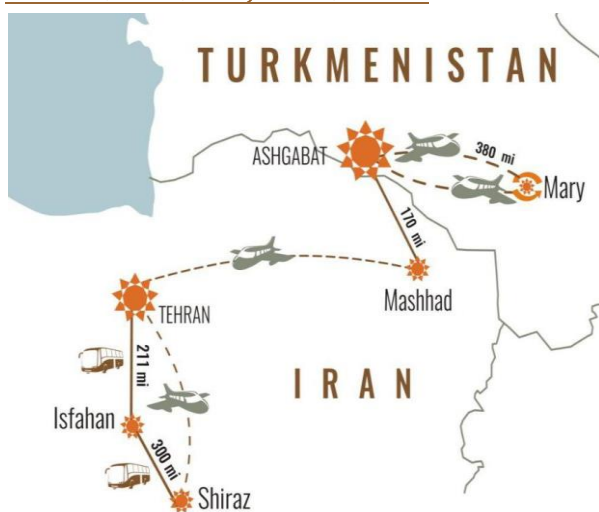 TURKMENISTAN
ASHGABAT
380 mi
Mary
170 mi
Mashhad
TEHRAN
211 mi
IRAN
Isfahan
300 mi
Shiraz